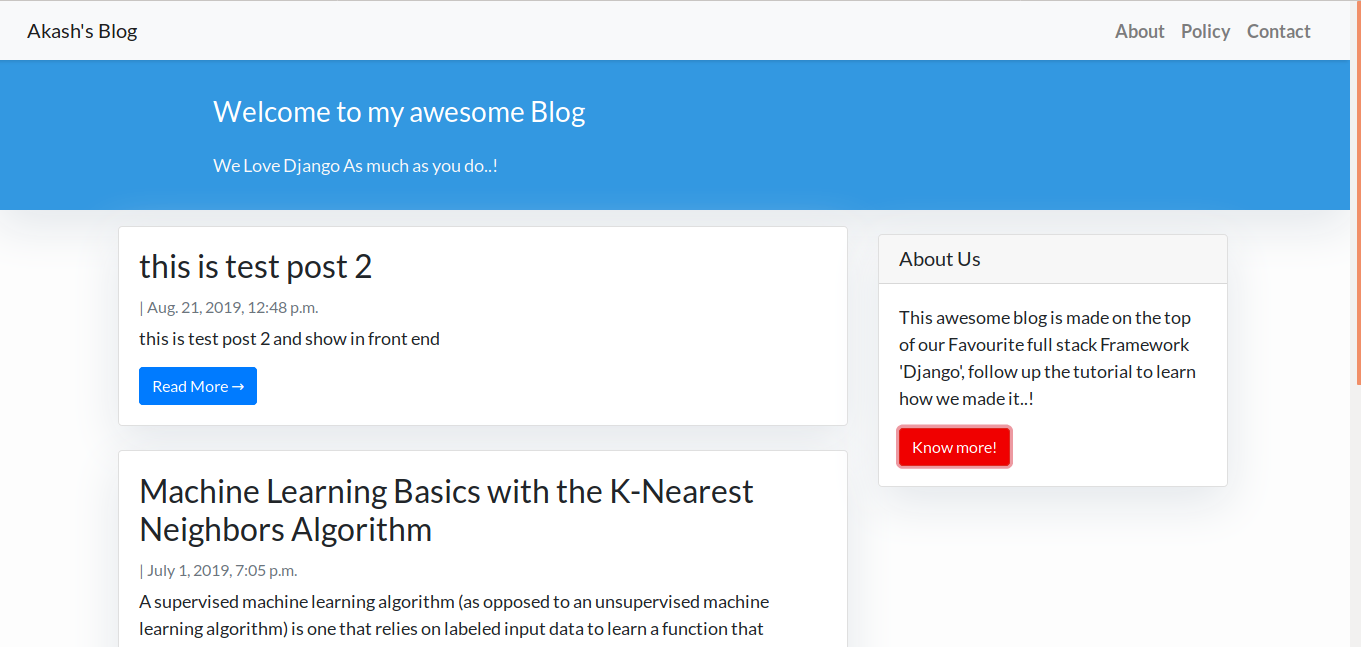 Akash's Blog
About Policy Contact
Welcome to my awesome Blog
We Love Django As much as you do..!
this is test post 2
| Aug. 21, 2019, 12:48 p.m.
this is test post 2 and show in front end
Read More →
Machine Learning Basics with the K-Nearest
Neighbors Algorithm
| July 1, 2019, 7:05 p.m.
A supervised machine learning algorithm (as opposed to an unsupervised machine
learning algorithm) is one that relies on labeled input data to learn a function that
About Us
This awesome blog is made on the top
of our Favourite full stack Framework
'Django', follow up the tutorial to learn
how we made it..!
Know more!